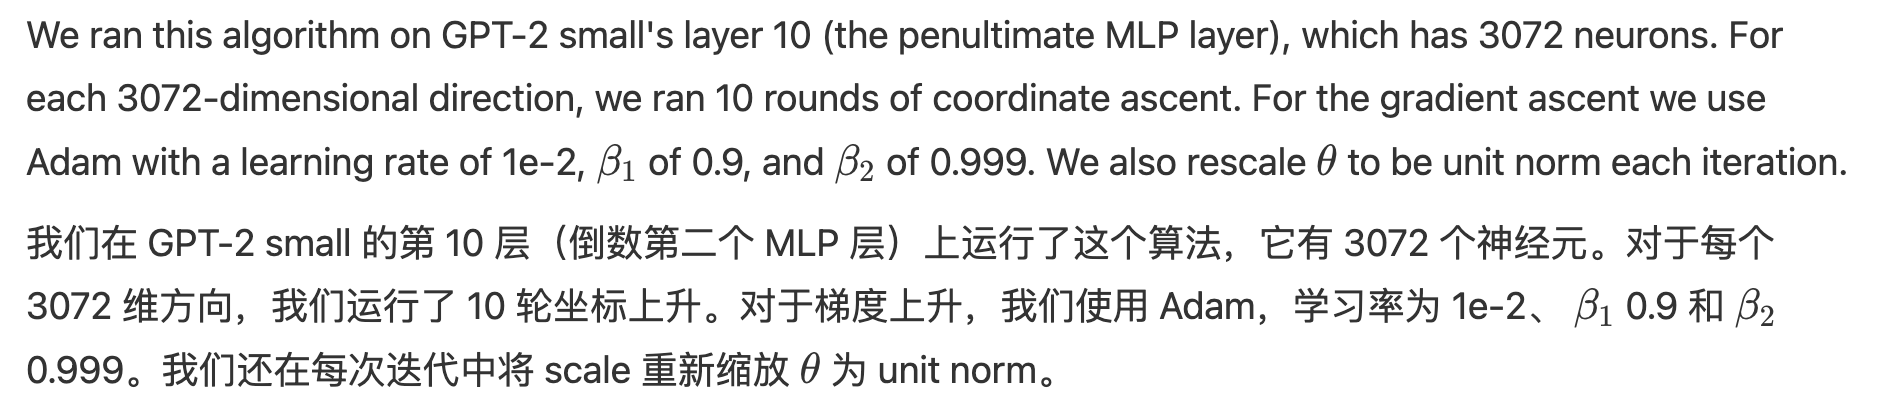 We ran this algorithm on GPT-2 small's layer 10 (the penultimate MLP layer), which has 3072 neurons. For
each 3072-dimensional direction, we ran 10 rounds of coordinate ascent. For the gradient ascent we use
Adam with a learning rate of 1e-2, β₁ of 0.9, and β₂ of 0.999. We also rescale θ to be unit norm each iteration.
我们在 GPT-2 small 的第 10 层（倒数第二个 MLP 层）上运行了这个算法，它有 3072 个神经元。对于每个
3072 维方向，我们运行了 10 轮坐标上升。对于梯度上升，我们使用 Adam，学习率为 1e-2、 β₁ 0.9 和 β₂
0.999。我们还在每次迭代中将 scale 重新缩放 θ 为 unit norm。